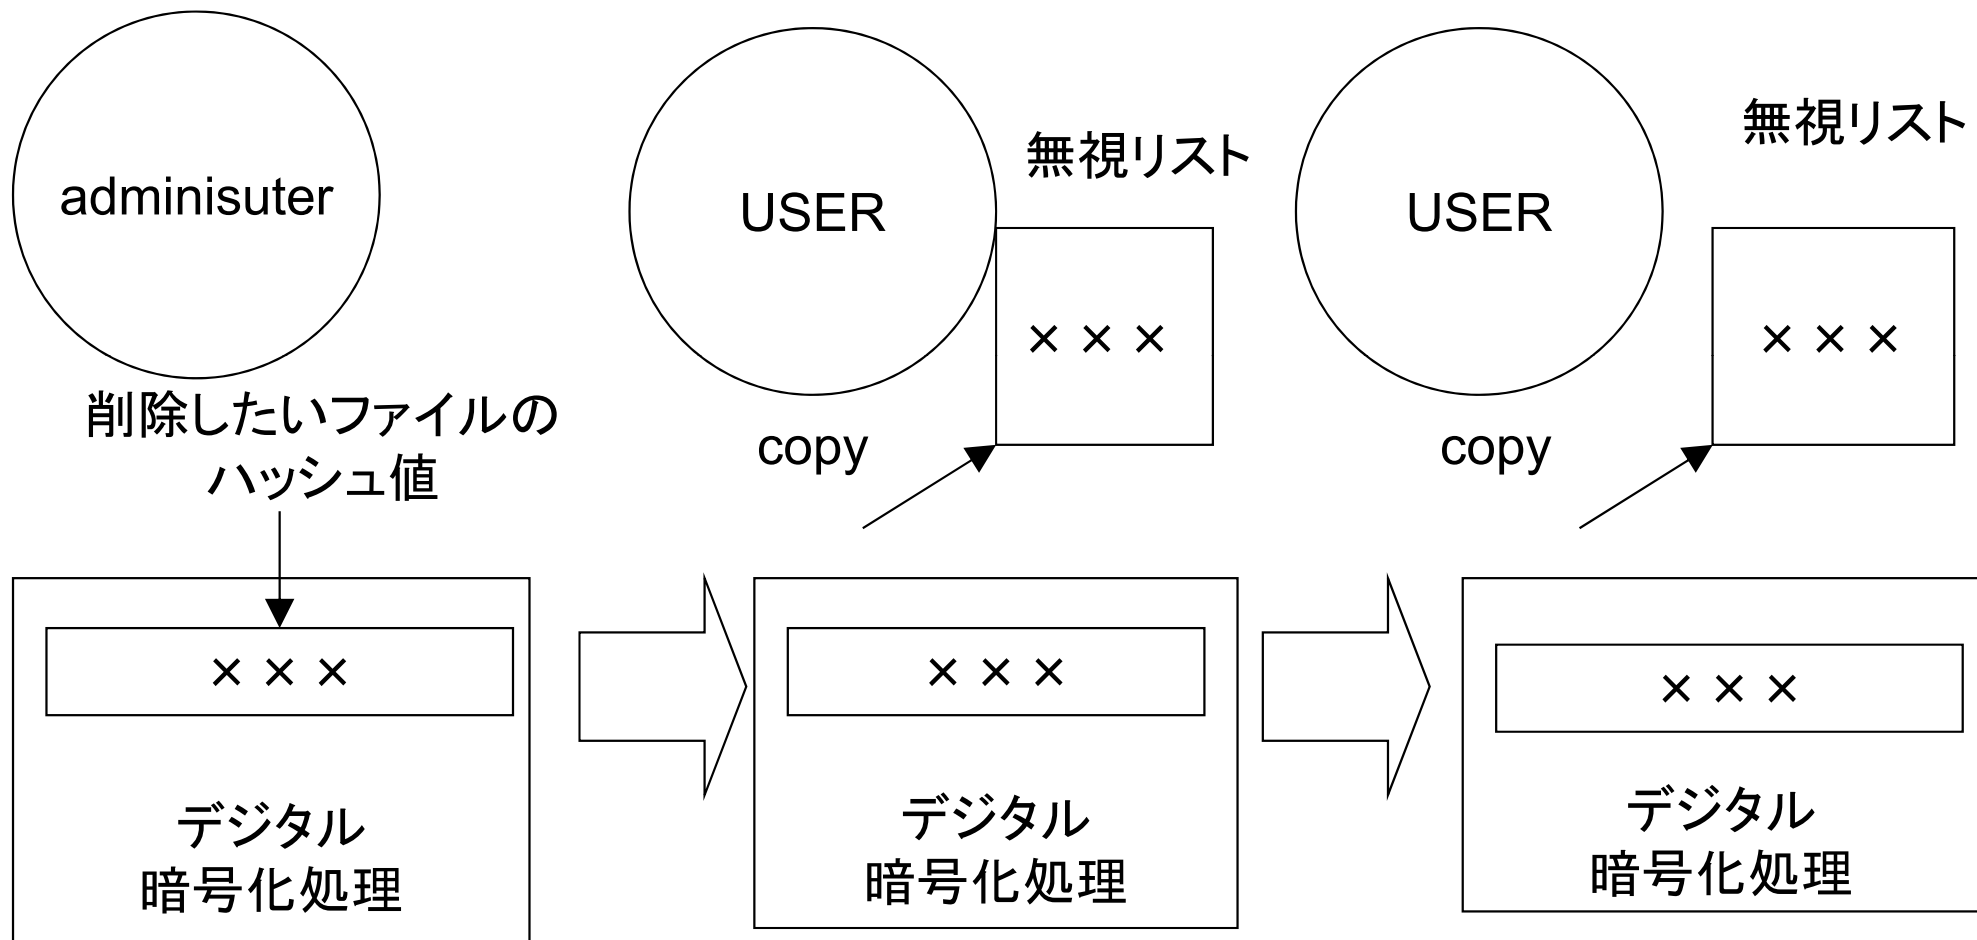 adminisuter
削除したいファイルの
ハッシュ値
×××
デジタル
暗号化処理
USER
無視リスト
×××
copy
×××
デジタル
暗号化処理
USER
無視リスト
×××
copy
×××
デジタル
暗号化処理